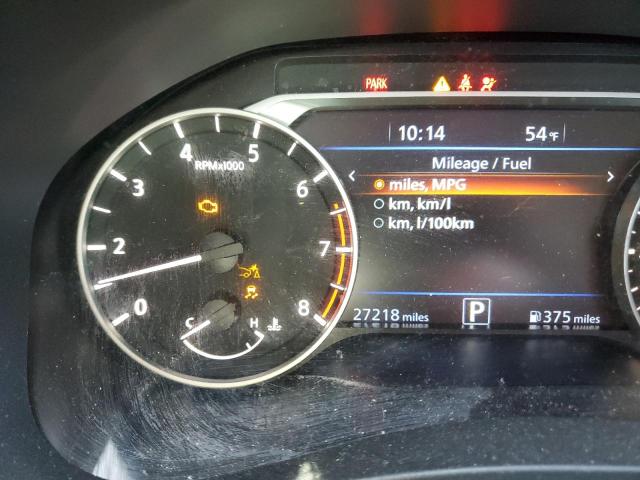 PARK
10:14 54°F
Mileage / Fuel
miles, MPG
km, km/l
km, l/100km
27218 miles P 375 miles
RPMx1000
0
1
2
3
4
5
6
7
8
C H